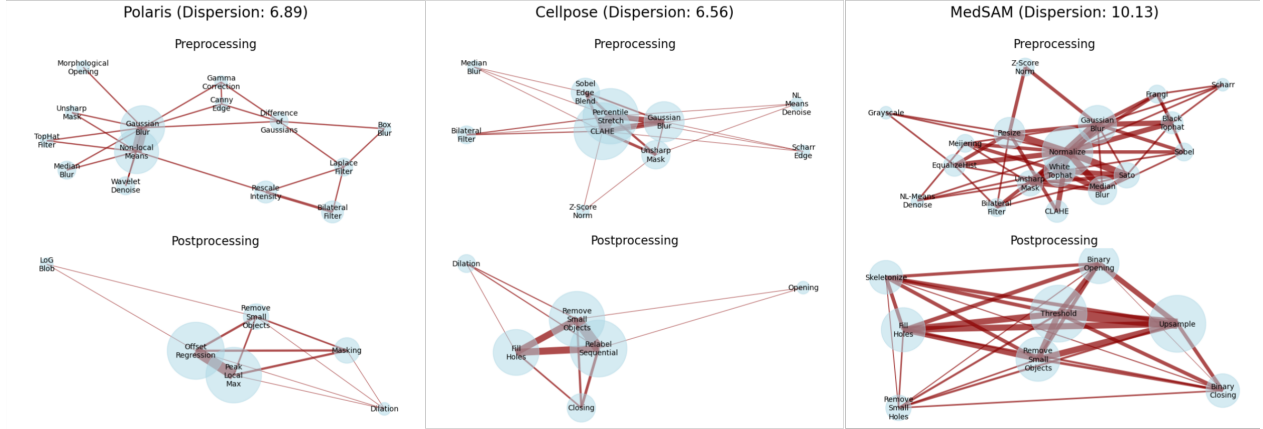 Polaris (Dispersion: 6.89)
Preprocessing
Morphological
Opening
Gamma
Correction
Canny
Edge
Unsharp
Mask
Difference
of
Gaussians
Gaussian
Blur
Box
Blur
TopHat
Filter
Non-local
Means
Median
Blur
Laplace
Filter
Wavelet
Denoise
Rescale
Intensity
Bilateral
Filter
Postprocessing
LoG
Blob
Remove
Small
Objects
Offset
Regression
Masking
Peak
Local
Max
Dilation
Cellpose (Dispersion: 6.56)
Preprocessing
Median
Blur
Sobel
Edge
Blend
NL
Means
Denoise
Percentile
Stretch
Gaussian
Blur
CLAHE
Bilateral
Filter
Unsharp
Mask
Scharr
Edge
Z-Score
Norm
Postprocessing
Dilation
Opening
Remove
Small
Objects
Fill
Holes
Relabel
Sequential
Closing
MedSAM (Dispersion: 10.13)
Preprocessing
Z-Score
Norm
Scharr
Frangi
Grayscale
Gaussian
Blur
Black
Tophat
Resize
Meijering
Normalize
Sobel
EqualizeHist
White
Tophat
Sato
Unsharp
Mask
Median
Blur
NL-Means
Denoise
Bilateral
Filter
CLAHE
Postprocessing
Binary
Opening
Skeletonize
Threshold
Upsample
Fill
Holes
Remove
Small
Objects
Binary
Closing
Remove
Small
Holes